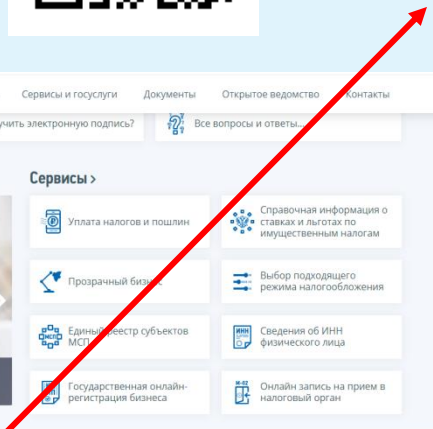 Сервисы и госуслуги Документы Открытое ведомство Контакты
учить электронную подпись? Все вопросы и ответы...
Сервисы >
Уплата налогов и пошлин
Справочная информация о
ставках и льготах по
имущественным налогам
Прозрачный бизнес
Выбор подходящего
режима налогообложения
Единый реестр субъектов
МСП
Сведения об ИНН
физического лица
Государственная онлайн-
регистрация бизнеса
Онлайн запись на прием в
налоговый орган